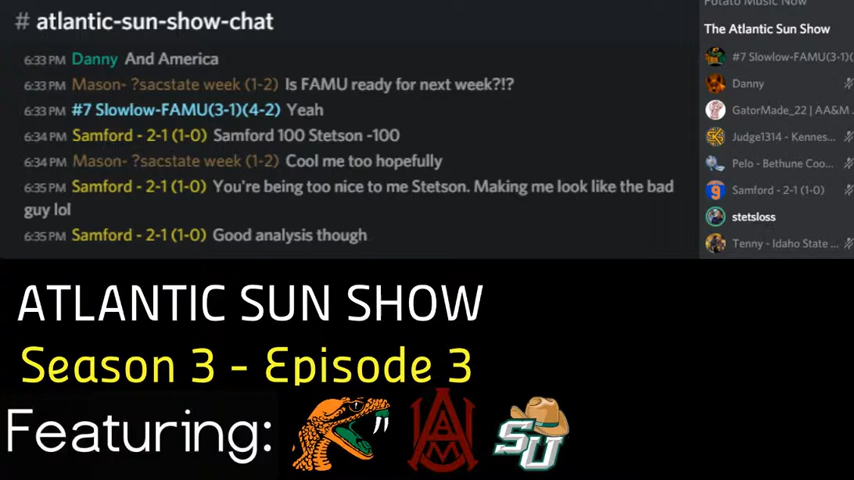 # atlantic-sun-show-chat
6:33 PM Danny And America
6:33 PM Mason- ?sacstate week (1-2) Is FAMU ready for next week?!?
6:33 PM #7 Slowlow-FAMU(3-1)(4-2) Yeah
6:34 PM Samford - 2-1 (1-0) Samford 100 Stetson -100
6:34 PM Mason- ?sacstate week (1-2) Cool me too hopefully
6:35 PM Samford - 2-1 (1-0) You're being too nice to me Stetson. Making me look like the bad
guy lol
6:35 PM Samford - 2-1 (1-0) Good analysis though
Potato Music Now
The Atlantic Sun Show
#7 Slowlow-FAMU(3-1)(
Danny
GatorMade_22 | AA&M
Judge1314 - Kennes...
Pelo - Bethune Coo...
Samford - 2-1 (1-0)
stetsloss
Tenny - Idaho State ...
ATLANTIC SUN SHOW
Season 3 - Episode 3
Featuring:
AAM
SU